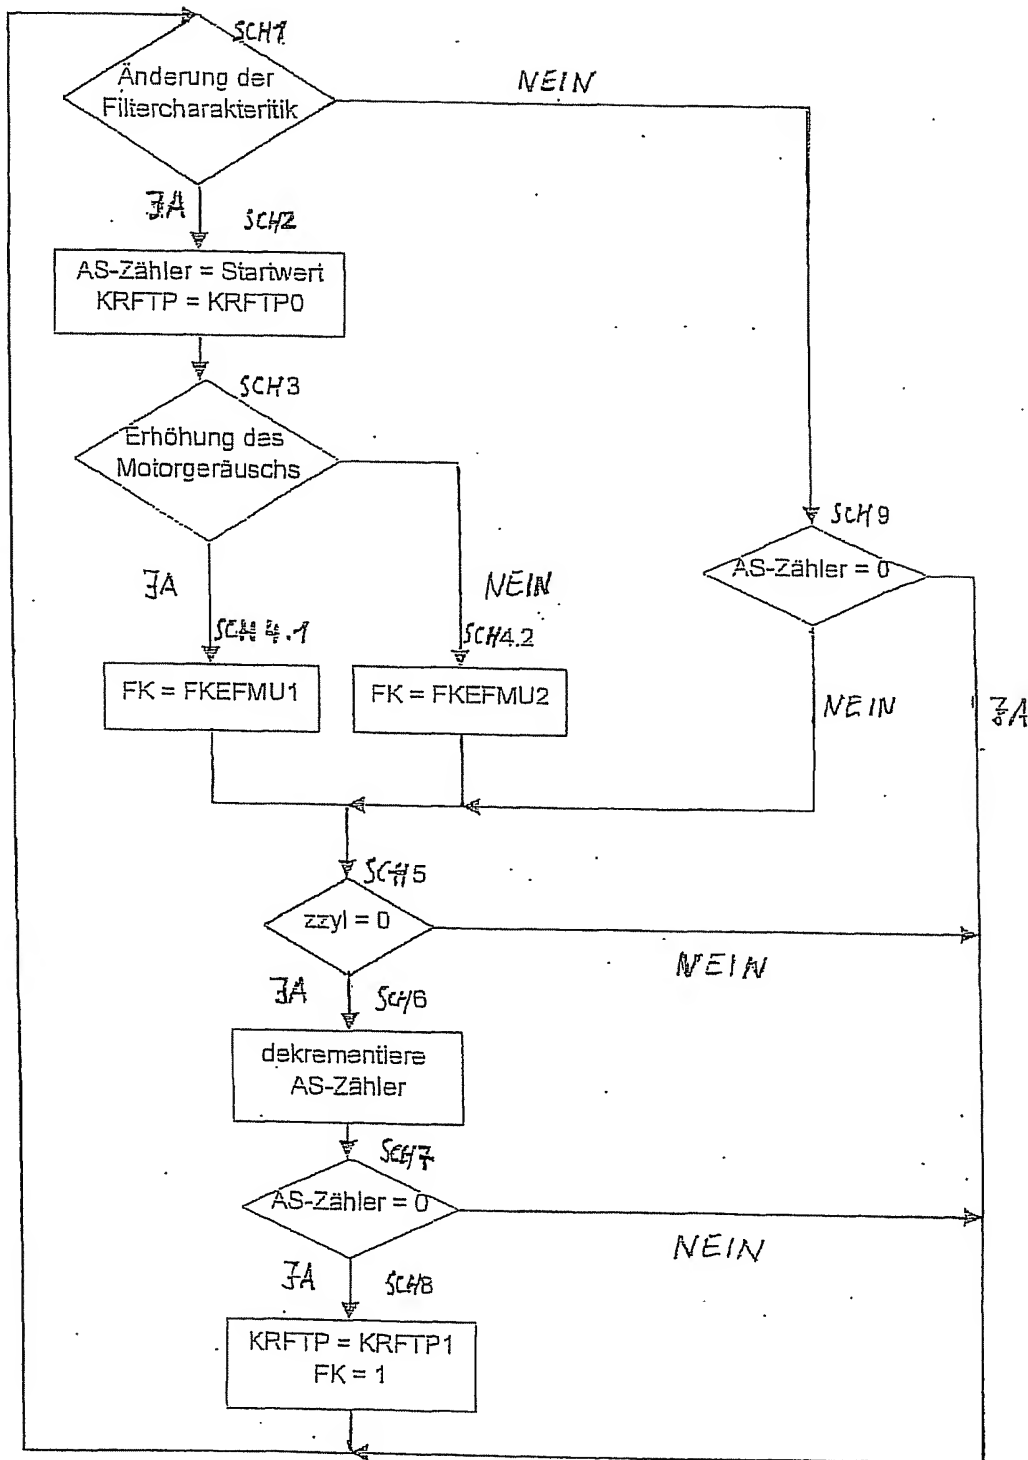 SCH1
Änderung der
Filtercharakteritik
NEIN
JA
SCH2
AS-Zähler = Startwert
KRFTP = KRFTP0
SCH3
Erhöhung des
Motorgeräuschs
JA
NEIN
SCH9
AS-Zähler = 0
SCH4.1
SCH4.2
FK = FKEFMU1
FK = FKEFMU2
NEIN
JA
SCH5
zzyl = 0
NEIN
JA
SCH6
dekrementiere
AS-Zähler
SCH7
AS-Zähler = 0
NEIN
JA
SCH8
KRFTP = KRFTP1
FK = 1